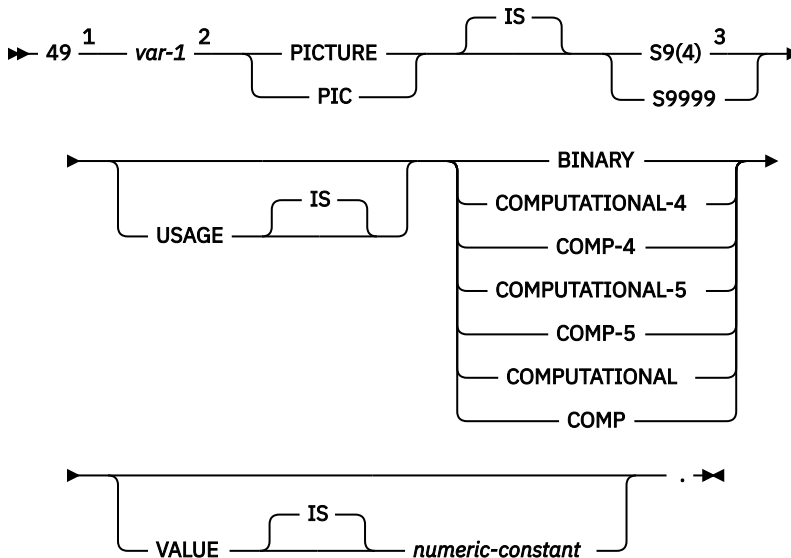 IS
49 1 var-1 2 PICTURE S9(4) 3
PIC S9999
BINARY
IS COMPUTATIONAL-4
USAGE COMP-4
COMPUTATIONAL-5
COMP-5
COMPUTATIONAL
COMP
.
IS
VALUE numeric-constant